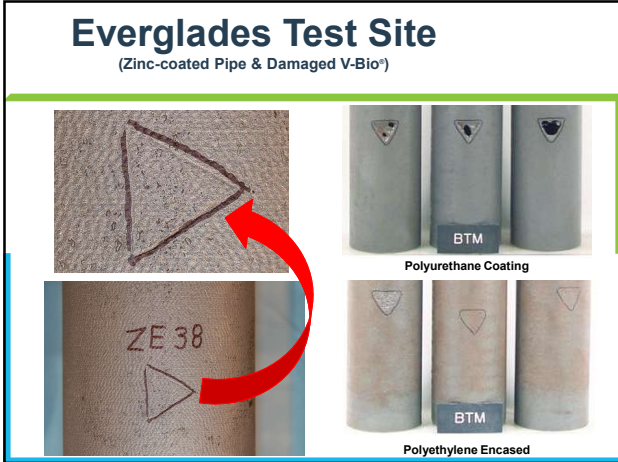 Everglades Test Site
(Zinc-coated Pipe & Damaged V-Bio®)
BTM
Polyurethane Coating
ZE 38
BTM
Polyethylene Encased